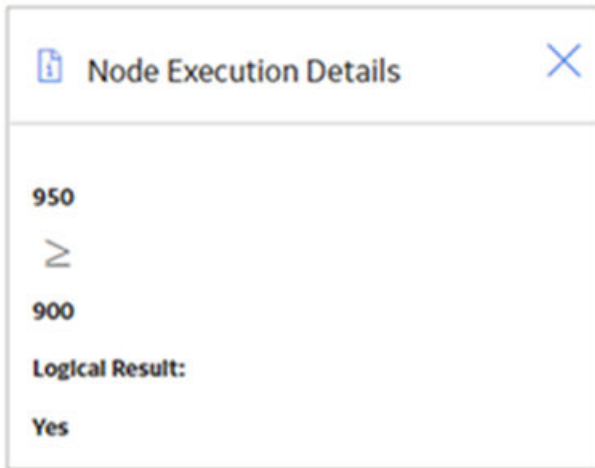 Node Execution Details
950
≥
900
Logical Result:
Yes